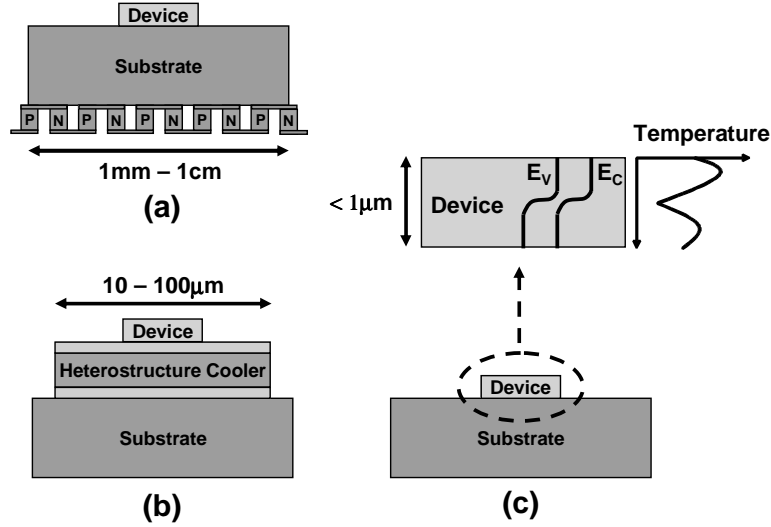 Device
Substrate
P N P N P N P N P N
1mm – 1cm
(a)
10 – 100μm
Device
Heterostructure Cooler
Substrate
(b)
Temperature
< 1μm
Device
E_V
E_C
Device
Substrate
(c)